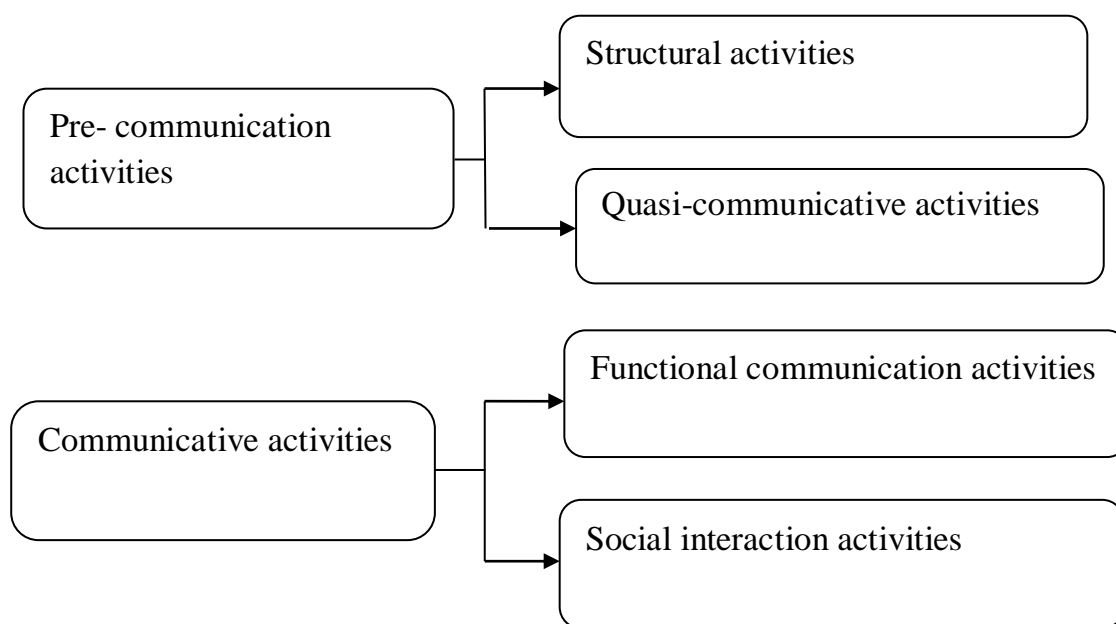 Structural activities
Pre- communication
activities
Quasi-communicative activities
Functional communication activities
Communicative activities
Social interaction activities